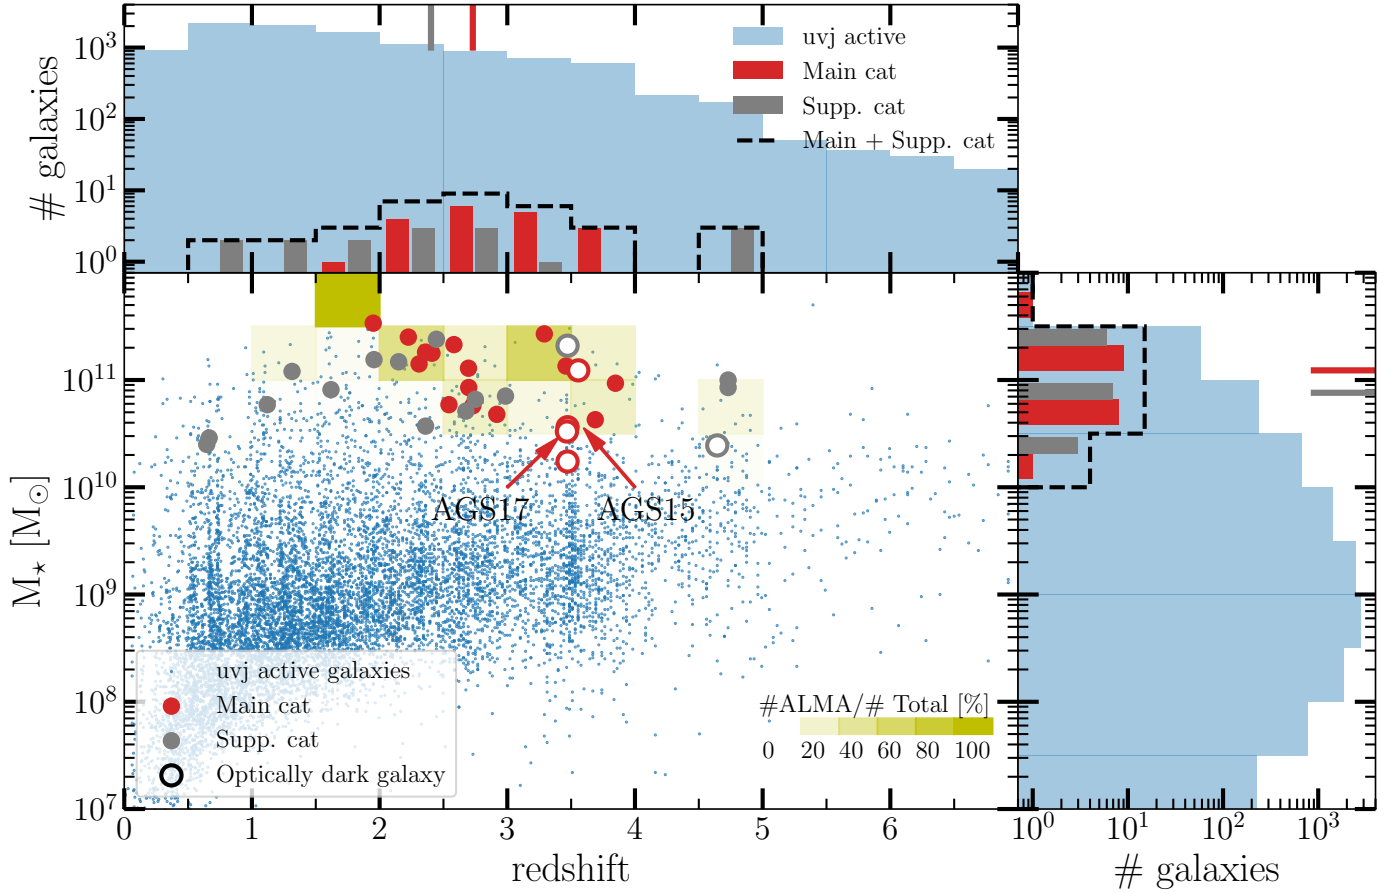 # galaxies
10³
10²
10¹
10⁰
uvj active
Main cat
Supp. cat
Main + Supp. cat
M⋆ [M⊙]
10¹¹
10¹⁰
10⁹
10⁸
10⁷
AGS17
AGS15
uvj active galaxies
Main cat
Supp. cat
Optically dark galaxy
#ALMA/# Total [%]
0 20 40 60 80 100
0 1 2 3 4 5 6
redshift
10⁰ 10¹ 10² 10³
# galaxies